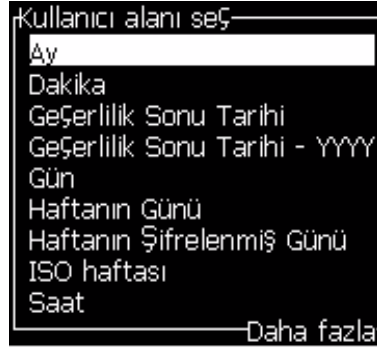 Kullanıcı alanı seç
Ay
Dakika
Geçerlilik Sonu Tarihi
Geçerlilik Sonu Tarihi - YYYY
Gün
Haftanın Günü
Haftanın Şifrelenmiş Günü
ISO haftası
Saat
Daha fazla